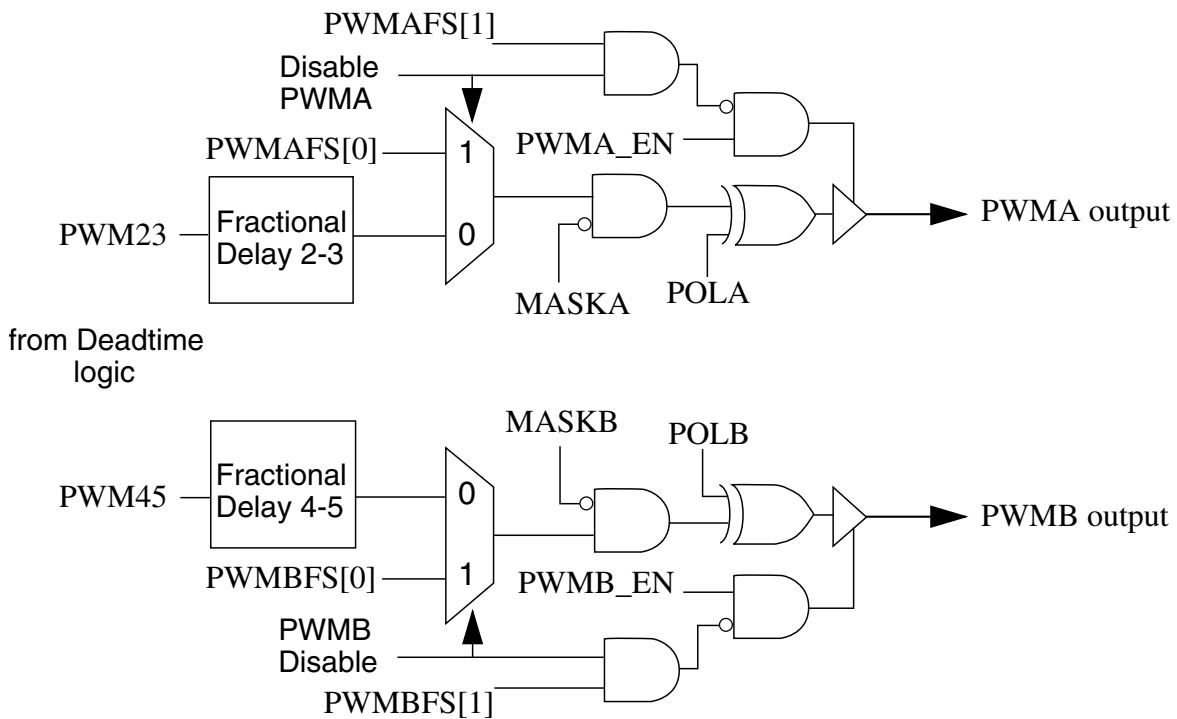 PWMAFS[1]
Disable
PWMA
PWMAFS[0]
1
PWMA_EN
PWM23
Fractional
Delay 2-3
0
PWMA output
MASKA
POLA
from Deadtime
logic
MASKB
POLB
PWM45
Fractional
Delay 4-5
0
PWMB output
PWMBFS[0]
1
PWMB_EN
PWMB
Disable
PWMBFS[1]